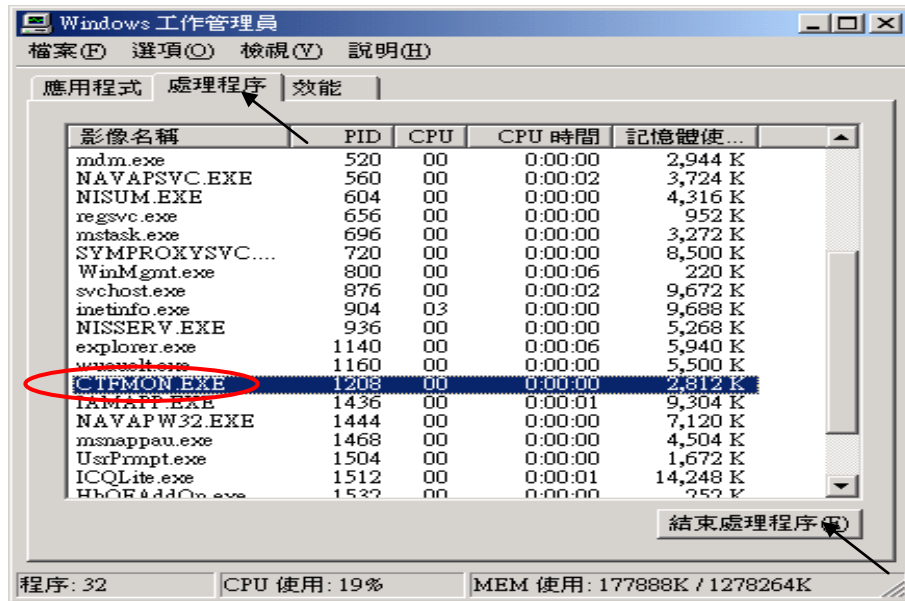 Windows 工作管理員
檔案(F) 選項(O) 檢視(V) 說明(H)
應用程式 處理程序 效能
影像名稱 PID CPU CPU 時間 記憶體使...
mdm.exe 520 00 0:00:00 2,944 K
NAVAPSVC.EXE 560 00 0:00:02 3,724 K
NISUM.EXE 604 00 0:00:00 4,316 K
regsvc.exe 656 00 0:00:00 952 K
mstask.exe 696 00 0:00:00 3,272 K
SYMPROXYSVC.... 720 00 0:00:00 8,500 K
WinMgmt.exe 800 00 0:00:06 220 K
svchost.exe 876 00 0:00:02 9,672 K
inetinfo.exe 904 03 0:00:00 9,688 K
NISSERV.EXE 936 00 0:00:00 5,268 K
explorer.exe 1140 00 0:00:06 5,940 K
wuauclt.exe 1160 00 0:00:00 5,500 K
CTFMON.EXE 1208 00 0:00:00 2,812 K
IAMAPP.EXE 1436 00 0:00:01 9,304 K
NAVAPW32.EXE 1444 00 0:00:00 7,120 K
msnappau.exe 1468 00 0:00:00 4,504 K
UsrPrmpt.exe 1504 00 0:00:00 1,672 K
ICQLite.exe 1512 00 0:00:01 14,248 K
1532 00 0:00:00 252 K
結束處理程序(E)
程序: 32 CPU 使用: 19% MEM 使用: 177888K / 1278264K